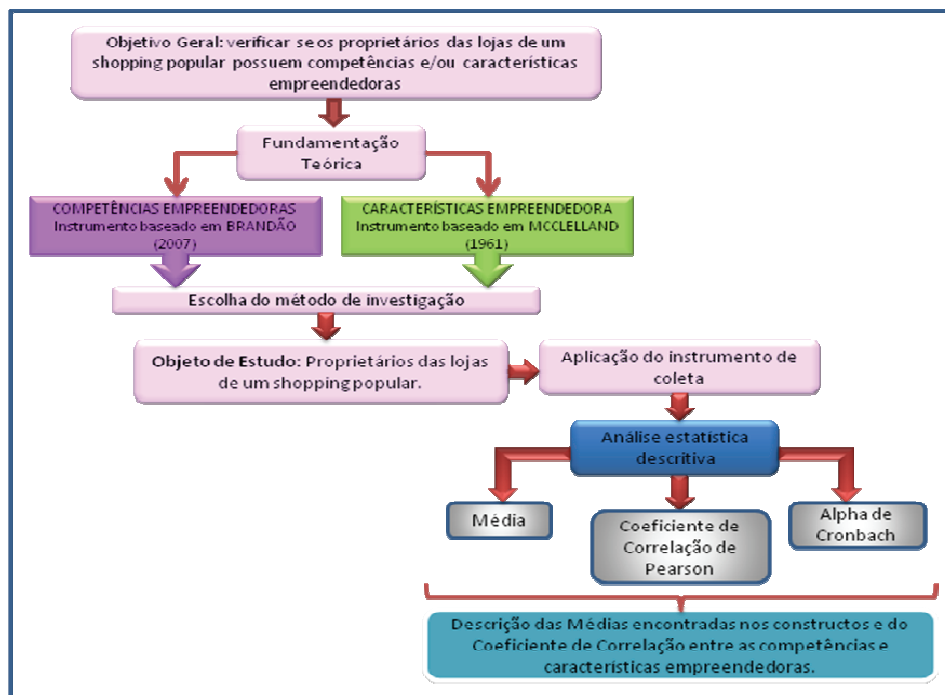 Objetivo Geral: verificar se os proprietários das lojas de um
shopping popular possuem competências e/ou características
empreendedoras
Fundamentação
Teórica
COMPETÊNCIAS EMPREENDEDORAS
Instrumento baseado em BRANDÃO
(2007)
CARACTERÍSTICAS EMPREENDEDORA
Instrumento baseado em MCCLELLAND
(1961)
Escolha do método de investigação
Objeto de Estudo: Proprietários das lojas
de um shopping popular.
Aplicação do instrumento de
coleta
Análise estatística
descritiva
Média
Coeficiente de
Correlação de
Pearson
Alpha de
Cronbach
Descrição das Médias encontradas nos constructos e do
Coeficiente de Correlação entre as competências e
características empreendedoras.